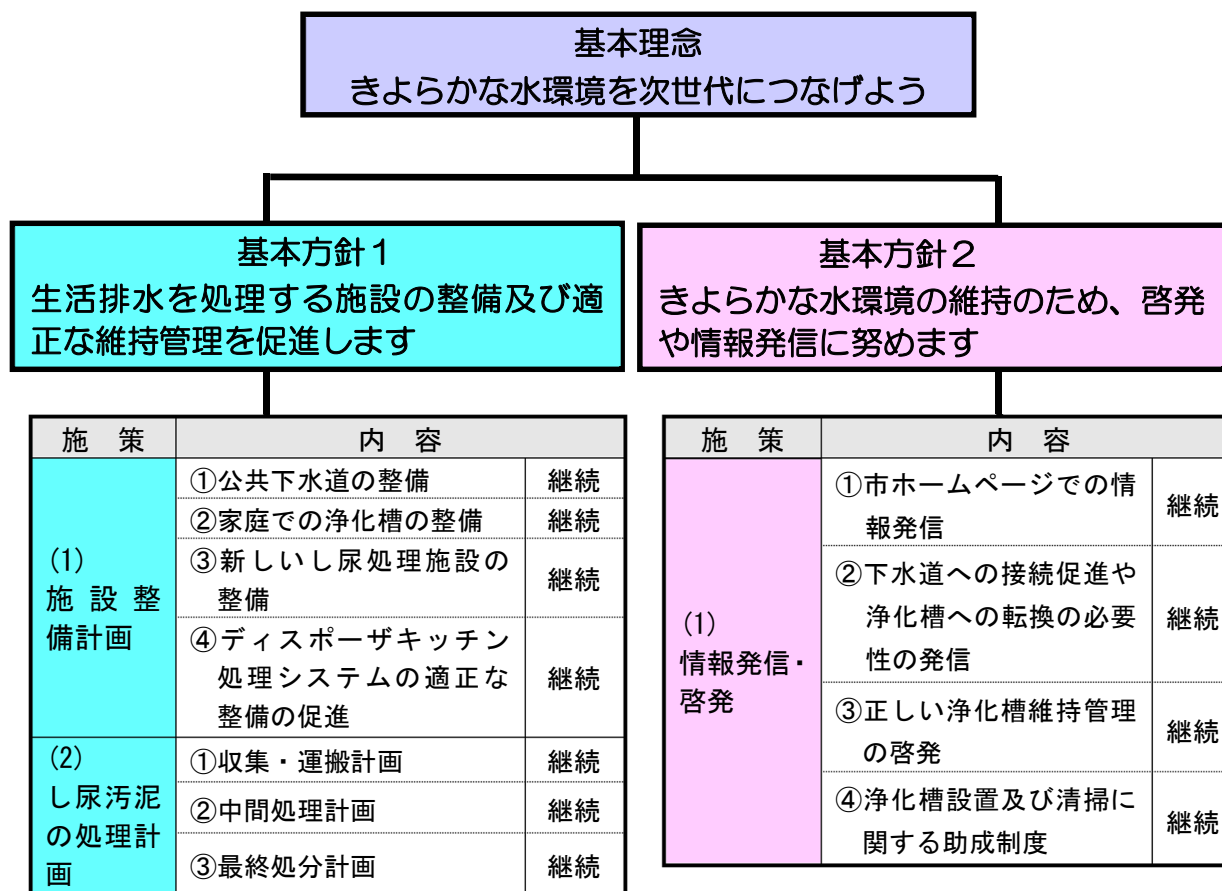 基本理念
きよらかな水環境を次世代につなげよう
基本方針１
生活排水を処理する施設の整備及び適
正な維持管理を促進します
施　策
内　容
(1)
施設整
備計画
①公共下水道の整備
継続
②家庭での浄化槽の整備
継続
③新しいし尿処理施設の
整備
継続
④ディスポーザキッチン
処理システムの適正な
整備の促進
継続
(2)
し尿汚泥
の処理計
画
①収集・運搬計画
継続
②中間処理計画
継続
③最終処分計画
継続
基本方針２
きよらかな水環境の維持のため、啓発
や情報発信に努めます
施　策
内　容
(1)
情報発信・
啓発
①市ホームページでの情
報発信
継続
②下水道への接続促進や
浄化槽への転換の必要
性の発信
継続
③正しい浄化槽維持管理
の啓発
継続
④浄化槽設置及び清掃に
関する助成制度
継続